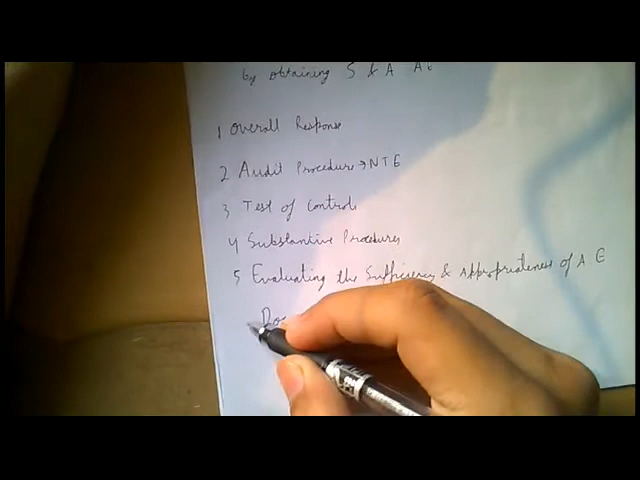 by obtaining S & A AE
1 Overall Response
2 Audit Procedure → NTE
3 Test of Controls
4 Substantive Procedures
5 Evaluating the Sufficiency & Appropriateness of A E
Do